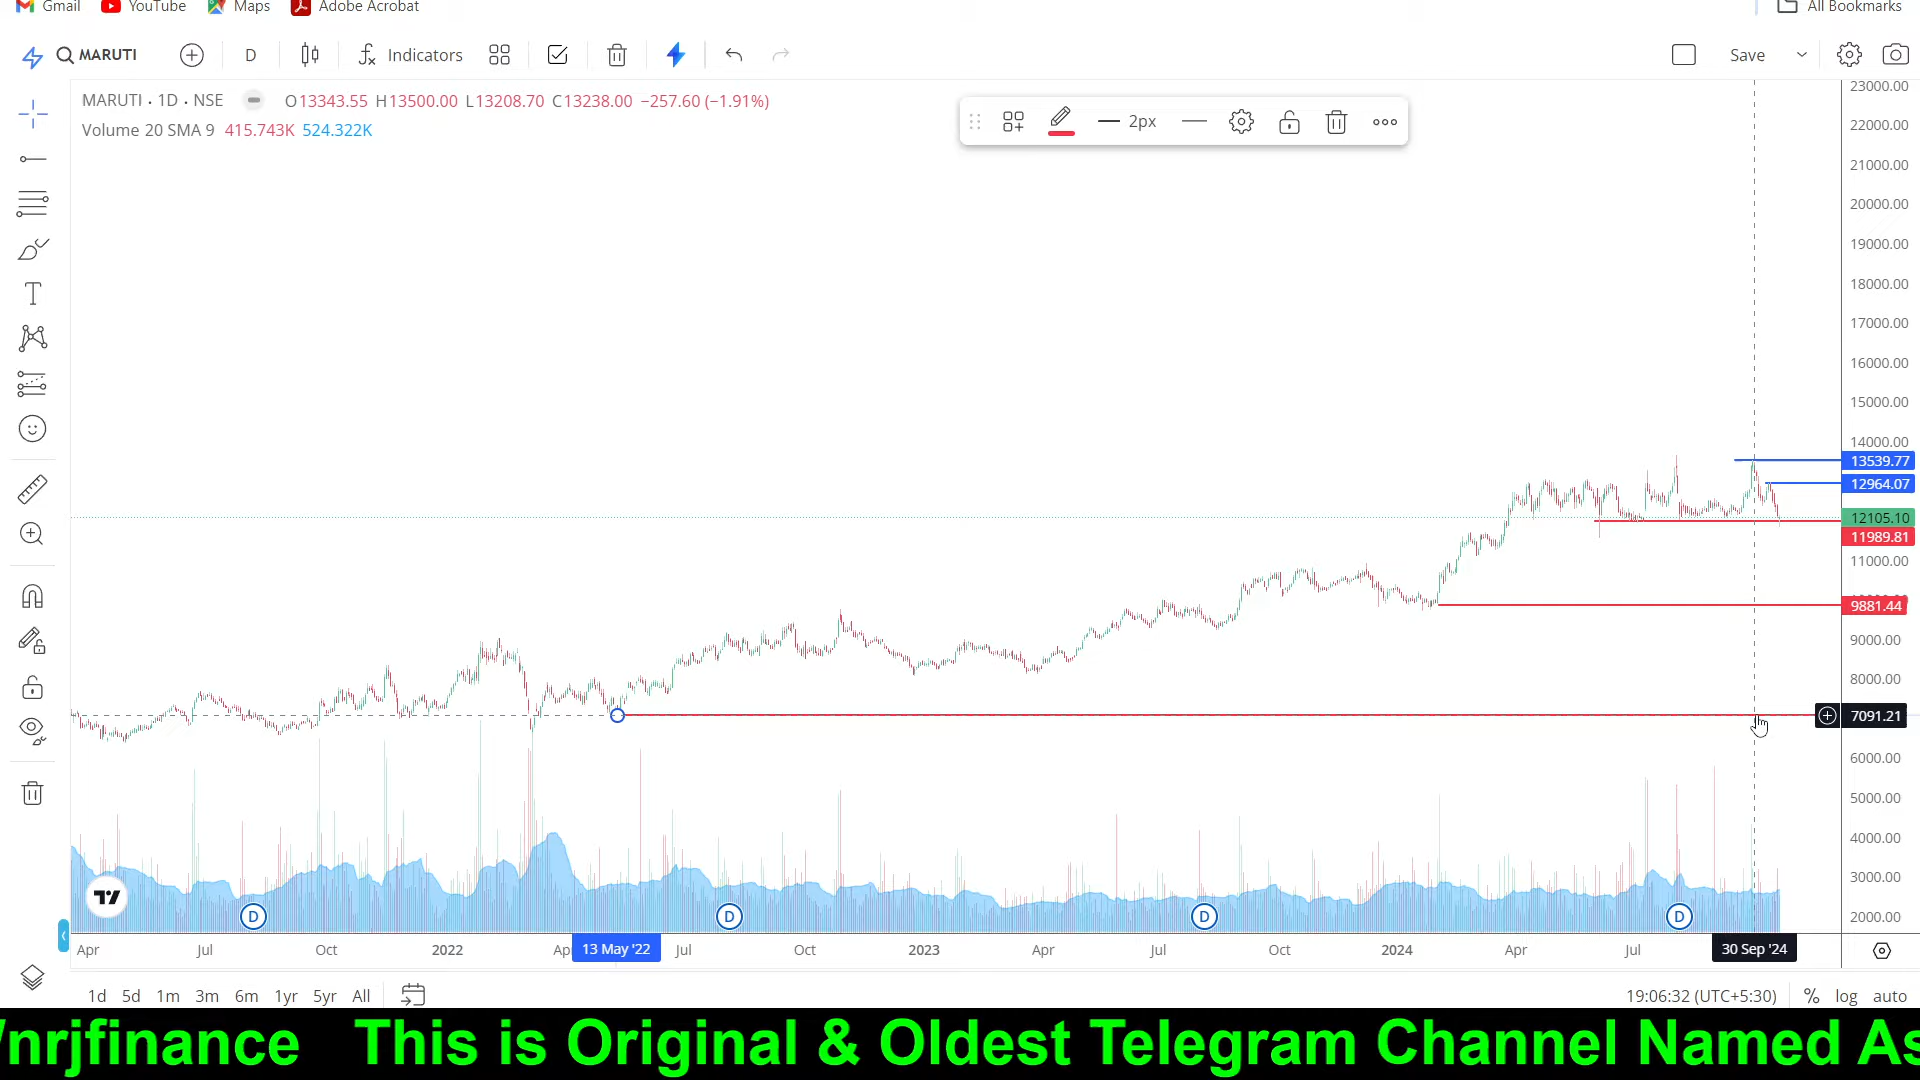 Gmail YouTube Maps Adobe Acrobat All Bookmarks
MARUTI D Indicators Save
MARUTI · 1D · NSE O13343.55 H13500.00 L13208.70 C13238.00 −257.60 (−1.91%)
Volume 20 SMA 9 415.743K 524.322K
2px
23000.00
22000.00
21000.00
20000.00
19000.00
18000.00
17000.00
16000.00
15000.00
14000.00
13539.77
12964.07
12105.10
11989.81
11000.00
9881.44
9000.00
8000.00
7091.21
6000.00
5000.00
4000.00
3000.00
2000.00
D D D D
Apr Jul Oct 2022 Ap 13 May '22 Jul Oct 2023 Apr Jul Oct 2024 Apr Jul 30 Sep '24
1d 5d 1m 3m 6m 1yr 5yr All 19:06:32 (UTC+5:30) % log auto
/nrjfinance This is Original & Oldest Telegram Channel Named As